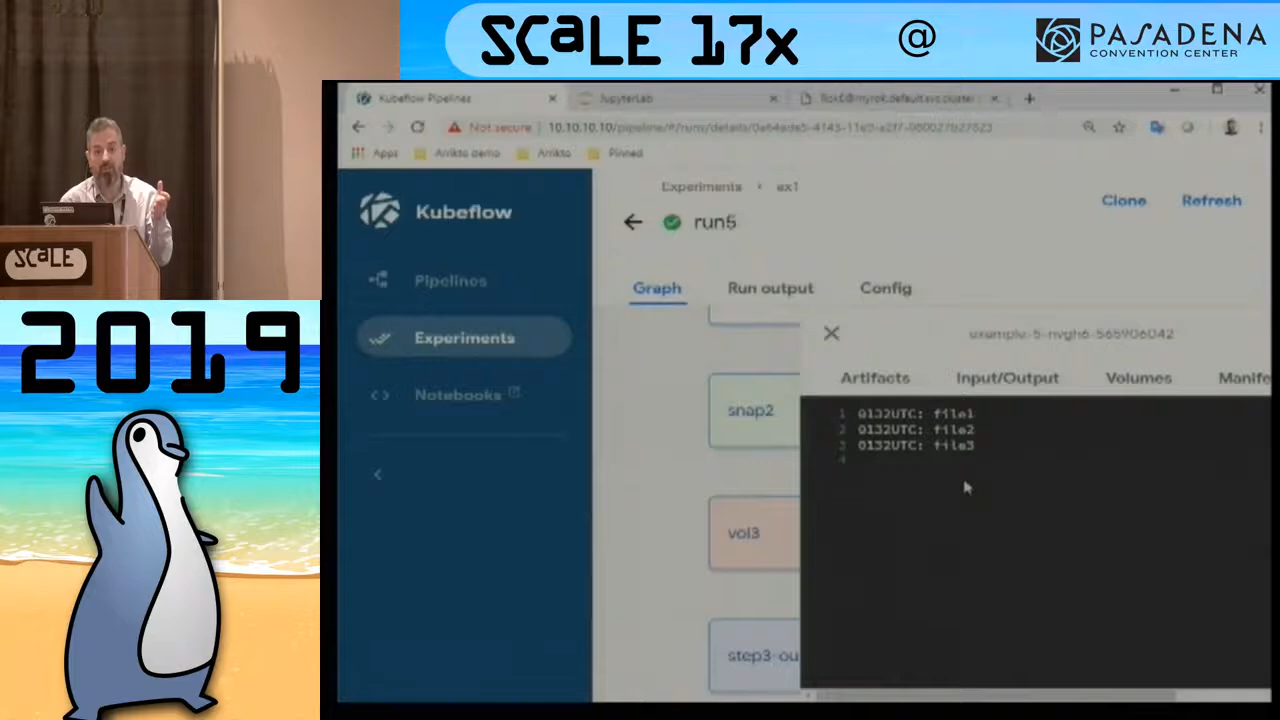 SCALE 17x @ PASADENA
CONVENTION CENTER
SCALE
2019
Kubeflow Pipelines
JupyterLab
Not secure
Apps
Arrikto demo
Arrikto
Pinned
Kubeflow
Pipelines
Experiments
Notebooks
Experiments > ex1
run5
Clone
Refresh
Graph
Run output
Config
Artifacts
Input/Output
Volumes
Manife
1 0132UTC: file1
2 0132UTC: file2
3 0132UTC: file3
4
snap2
vol3
step3-ou